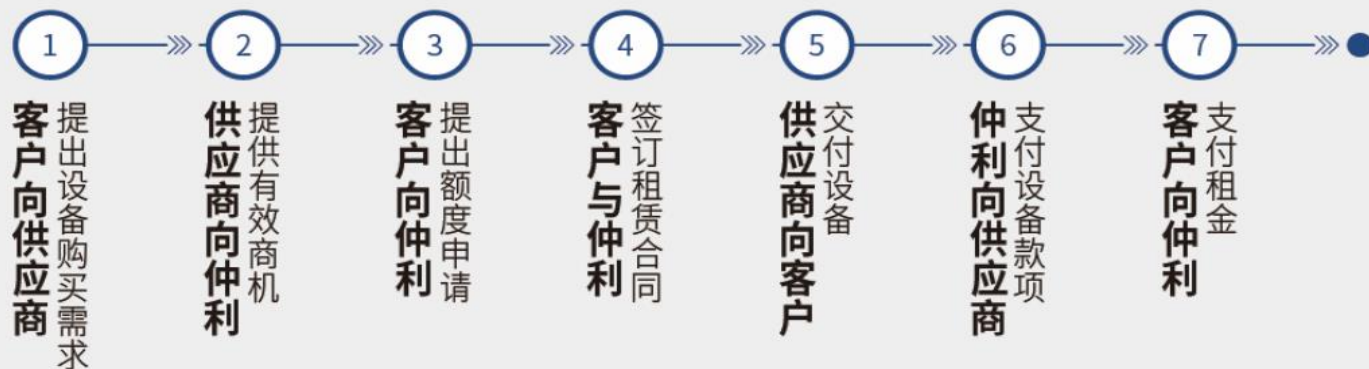 1
客户向供应商
提出设备购买需求
2
供应商向仲利
提供有效商机
3
客户向仲利
提出额度申请
4
客户与仲利
签订租赁合同
5
供应商向客户
交付设备
6
仲利向供应商
支付设备款项
7
客户向仲利
支付租金